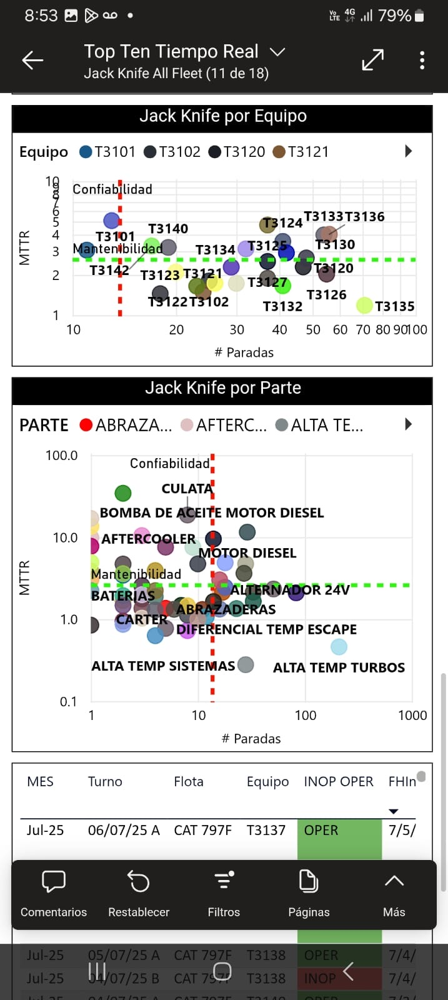 8:53 Vo LTE 4G 79%
Top Ten Tiempo Real
Jack Knife All Fleet (11 de 18)
Jack Knife por Equipo
Equipo T3101 T3102 T3120 T3121
10
9
8
7
6
5
4
3
2
1
MTTR
Confiabilidad
Mantenibilidad
T3133 T3136
T3124
T3140
T3101
T3134 T3125 T3130
T3142 T3123 T3121 T3120
T3127
T3126
T3122 T3102
T3132 T3135
10 20 30 40 50 60 70 80 90 100
# Paradas
Jack Knife por Parte
PARTE ABRAZA... AFTERC... ALTA TE...
100.0
10.0
1.0
0.1
MTTR
Confiabilidad
CULATA
BOMBA DE ACEITE MOTOR DIESEL
AFTERCOOLER
MOTOR DIESEL
Mantenibilidad
ALTERNADOR 24V
BATERÍAS
ABRAZADERAS
CARTER
DIFERENCIAL TEMP ESCAPE
ALTA TEMP SISTEMAS
ALTA TEMP TURBOS
1 10 100 1000
# Paradas
MES Turno Flota Equipo INOP OPER FHIn
Jul-25 06/07/25 A CAT 797F T3137 OPER 7/5/
Comentarios Restablecer Filtros Páginas Más
Jul-25 05/07/25 A CAT 797F T3138 OPER 7/4/
Jul-25 04/07/25 B CAT 797F T3138 INOP 7/4/